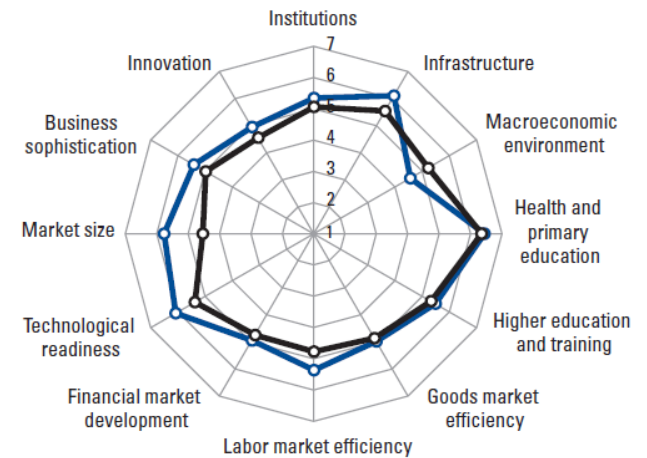 Institutions
7
6
5
4
3
2
1
Innovation
Infrastructure
Business
sophistication
Macroeconomic
environment
Market size
Health and
primary
education
Technological
readiness
Higher education
and training
Financial market
development
Goods market
efficiency
Labor market efficiency